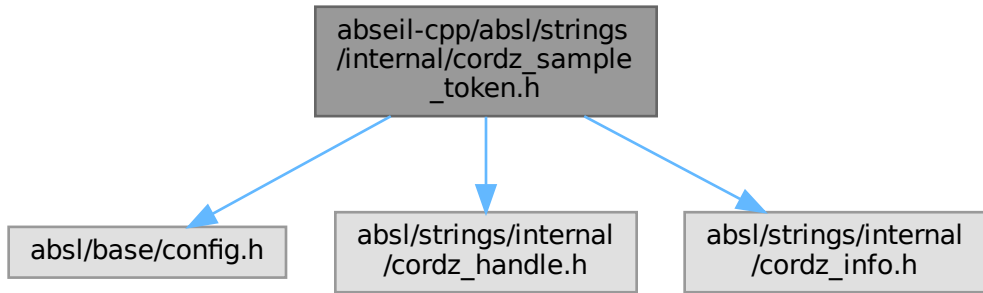 abseil-cpp/absl/strings
/internal/cordz_sample
_token.h
absl/base/config.h
absl/strings/internal
/cordz_handle.h
absl/strings/internal
/cordz_info.h